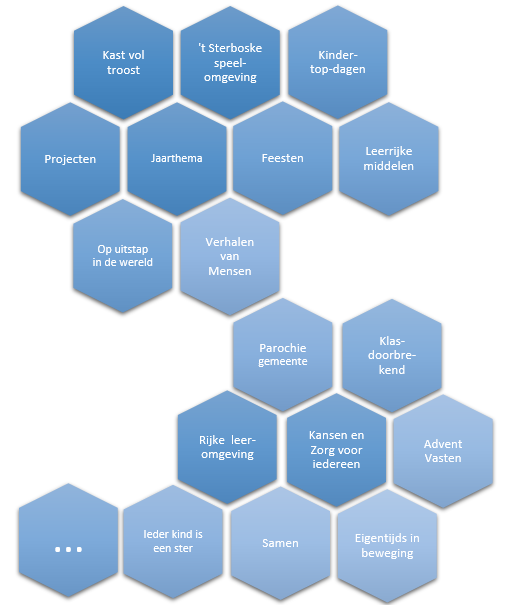 Kast vol
troost
't Sterboske
speel-
omgeving
Kinder-
top-dagen
Projecten
Jaarthema
Feesten
Leerrijke
middelen
Op uitstap
in de wereld
Verhalen
van
Mensen
Parochie
gemeente
Klas-
doorbre-
kend
Rijke leer-
omgeving
Kansen en
Zorg voor
iedereen
Advent
Vasten
...
Ieder kind is
een ster
Samen
Eigentijds in
beweging